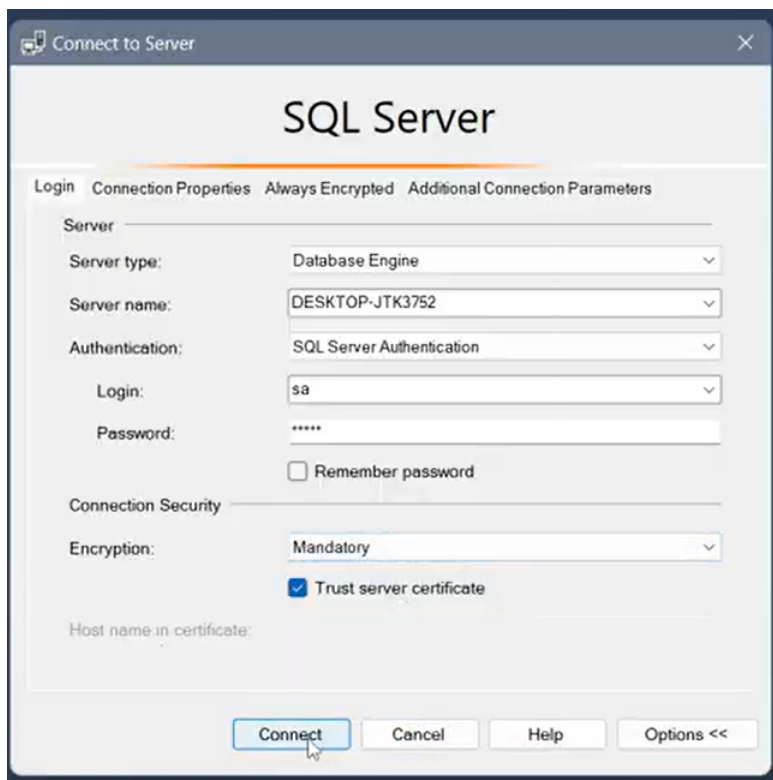 Connect to Server
SQL Server
Login Connection Properties Always Encrypted Additional Connection Parameters
Server
Server type: Database Engine
Server name: DESKTOP-JTK3752
Authentication: SQL Server Authentication
Login: sa
Password: *****
Remember password
Connection Security
Encryption: Mandatory
Trust server certificate
Host name in certificate:
Connect Cancel Help Options <<